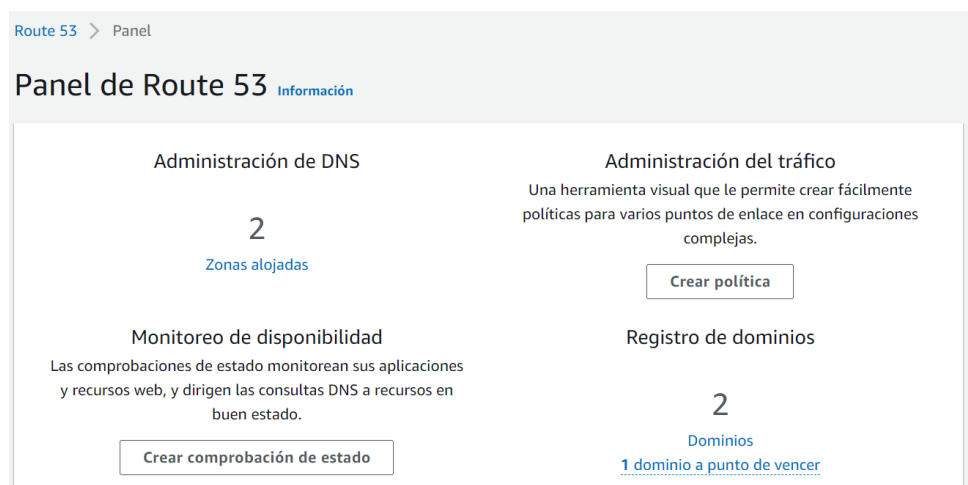 Route 53 > Panel
Panel de Route 53 Información
Administración de DNS
2
Zonas alojadas
Administración del tráfico
Una herramienta visual que le permite crear fácilmente
políticas para varios puntos de enlace en configuraciones
complejas.
Crear política
Monitoreo de disponibilidad
Las comprobaciones de estado monitorean sus aplicaciones
y recursos web, y dirigen las consultas DNS a recursos en
buen estado.
Crear comprobación de estado
Registro de dominios
2
Dominios
1 dominio a punto de vencer